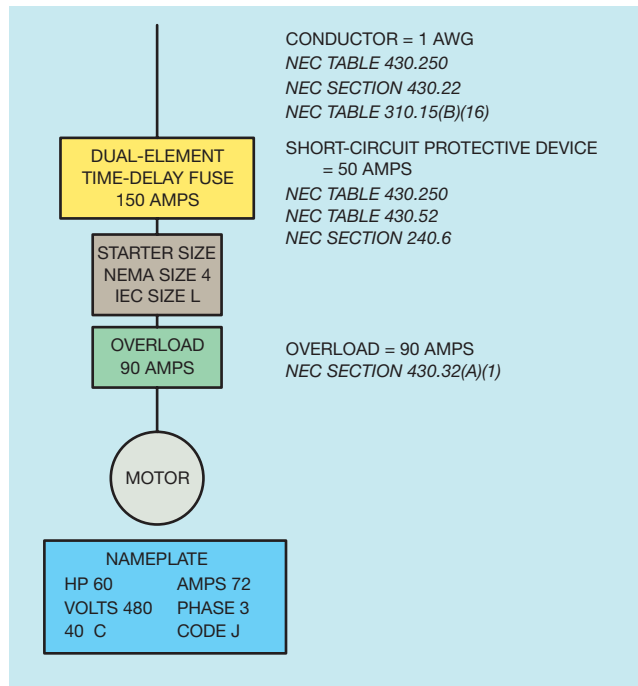 CONDUCTOR = 1 AWG
NEC TABLE 430.250
NEC SECTION 430.22
NEC TABLE 310.15(B)(16)
DUAL-ELEMENT
TIME-DELAY FUSE
150 AMPS
SHORT-CIRCUIT PROTECTIVE DEVICE
= 50 AMPS
NEC TABLE 430.250
NEC TABLE 430.52
NEC SECTION 240.6
STARTER SIZE
NEMA SIZE 4
IEC SIZE L
OVERLOAD
90 AMPS
OVERLOAD = 90 AMPS
NEC SECTION 430.32(A)(1)
MOTOR
NAMEPLATE
HP 60 AMPS 72
VOLTS 480 PHASE 3
40 C CODE J